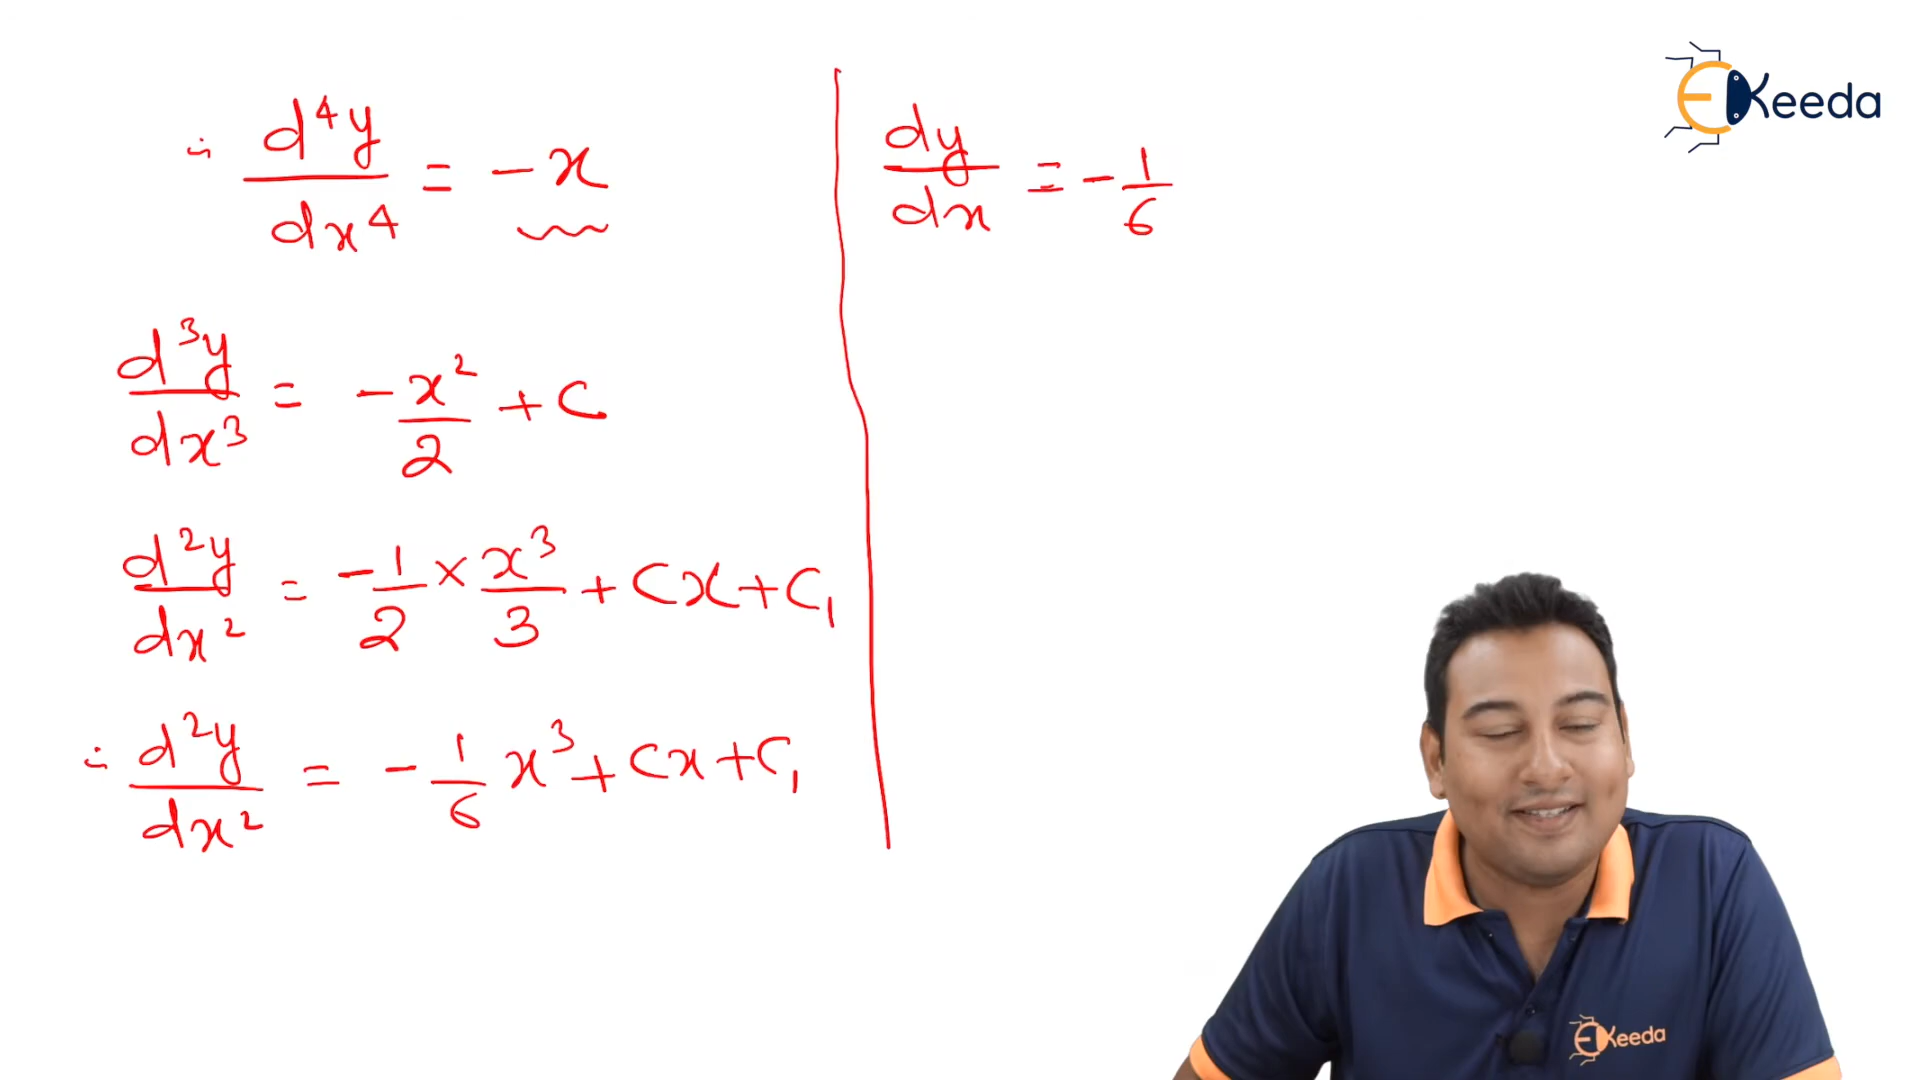 ∴ d⁴y/dx⁴ = -x
d³y/dx³ = -x²/2 + C
d²y/dx² = -1/2 × x³/3 + Cx + C₁
∴ d²y/dx² = -1/6 x³ + Cx + C₁
dy/dx = -1/6
EKeeda
EKeeda